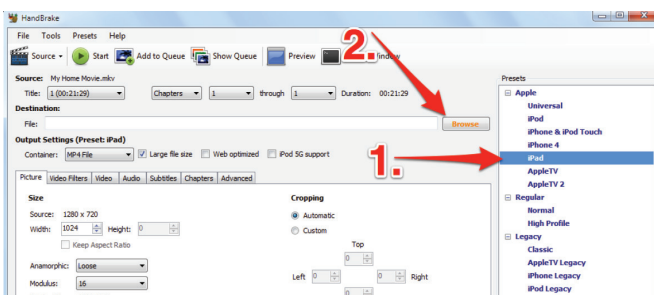 HandBrake
File Tools Presets Help
Source Start Add to Queue Show Queue Preview
2.
Source: My Home Movie.mkv
Presets
Title: 1 (00:21:29) Chapters 1 through 1 Duration: 00:21:29
Apple
Destination:
Universal
File: Browse
iPod
iPhone & iPod Touch
Output Settings (Preset: iPad)
iPhone 4
Container: MP4 File Large file size Web optimized iPod 5G support
1.
iPad
AppleTV
Picture Video Filters Video Audio Subtitles Chapters Advanced
AppleTV 2
Size Cropping
Regular
Source: 1280 x 720 Automatic
Normal
Width: 1024 Height: 0 Custom
High Profile
Keep Aspect Ratio Top
Legacy
0
Classic
Anamorphic: Loose
AppleTV Legacy
Left 0 0 Right
iPhone Legacy
Modulus: 16
0
iPod Legacy